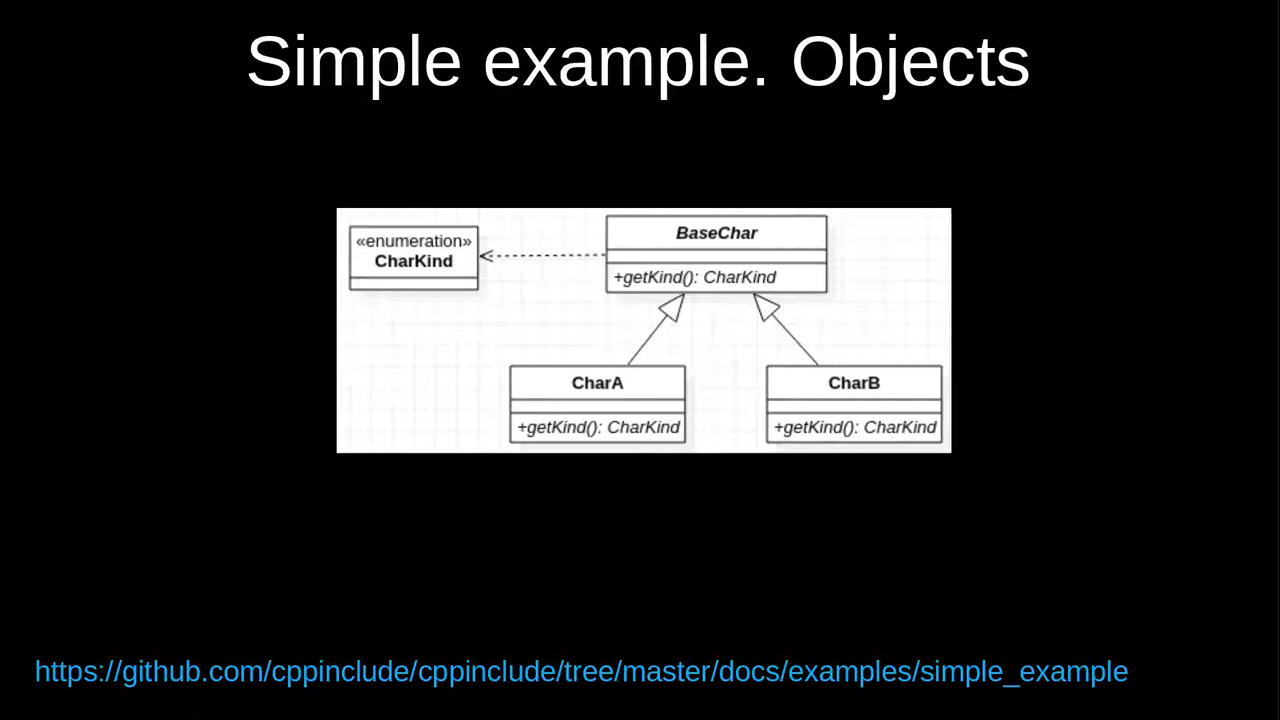 Simple example. Objects
«enumeration»
CharKind
BaseChar
+getKind(): CharKind
CharA
+getKind(): CharKind
CharB
+getKind(): CharKind
https://github.com/cppinclude/cppinclude/tree/master/docs/examples/simple_example